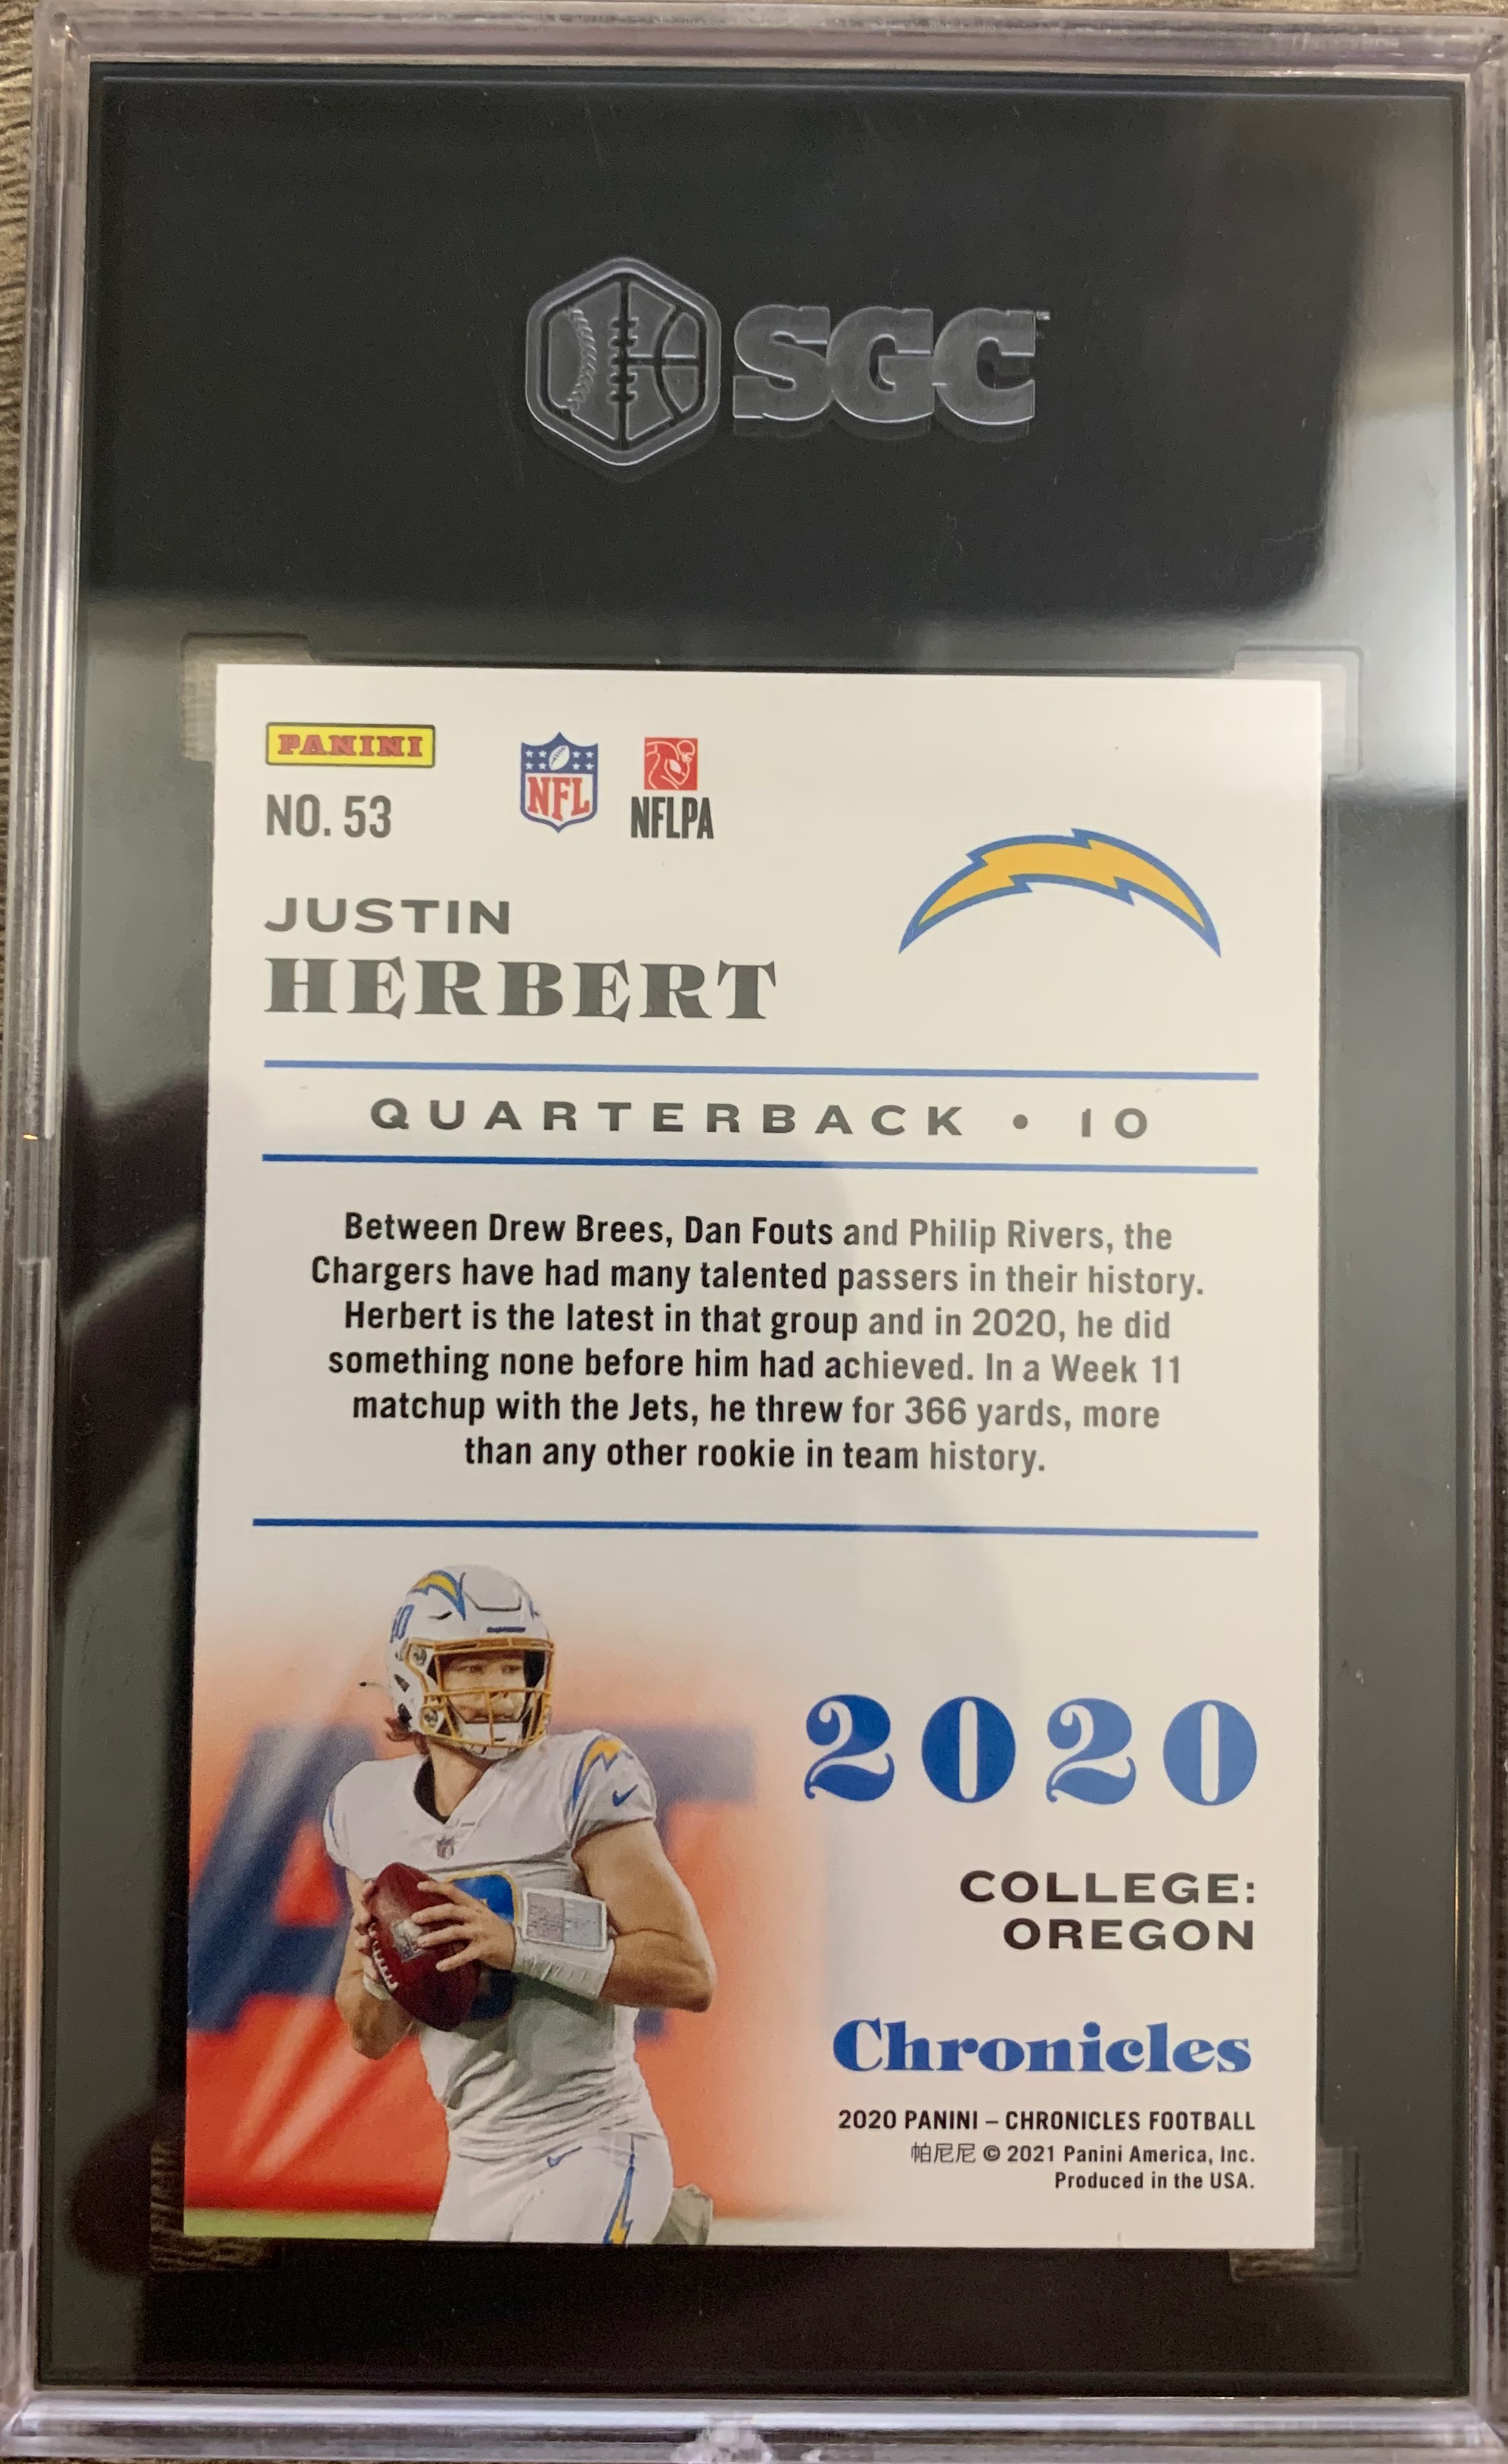 SGC
PANINI
NFL
NO. 53
NFLPA
JUSTIN
HERBERT
QUARTERBACK • 10
Between Drew Brees, Dan Fouts and Philip Rivers, the
Chargers have had many talented passers in their history.
Herbert is the latest in that group and in 2020, he did
something none before him had achieved. In a Week 11
matchup with the Jets, he threw for 366 yards, more
than any other rookie in team history.
2020
COLLEGE:
OREGON
Chronicles
2020 PANINI – CHRONICLES FOOTBALL
帕尼尼 © 2021 Panini America, Inc.
Produced in the USA.